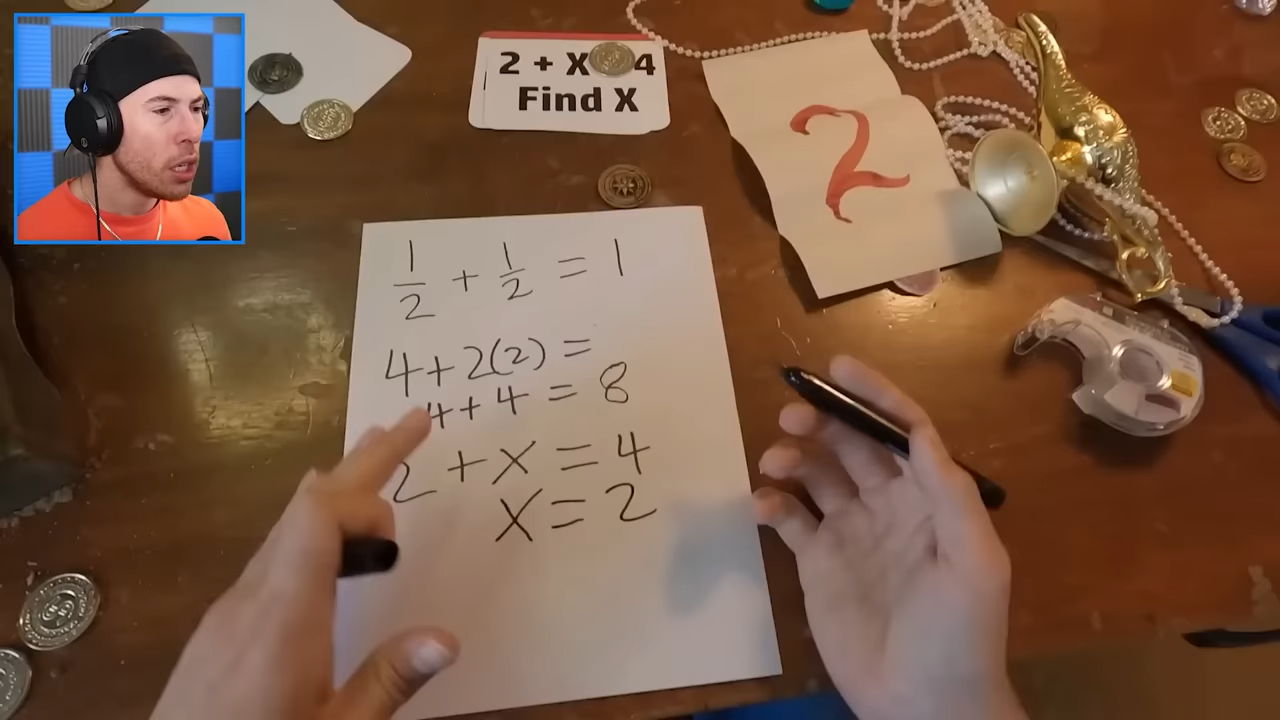 2 + X 4
Find X
2
1/2 + 1/2 = 1
4+2(2) =
4+4 = 8
2 + X = 4
X = 2